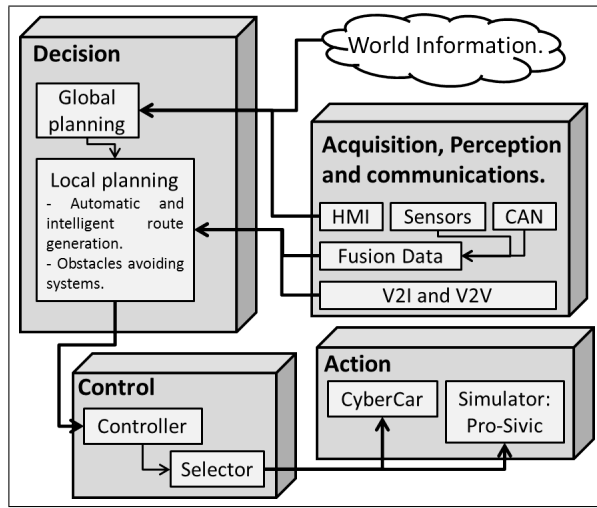 World Information.
Decision
Global
planning
Local planning
- Automatic and
intelligent route
generation.
- Obstacles avoiding
systems.
Acquisition, Perception
and communications.
HMI
Sensors
CAN
Fusion Data
V2I and V2V
Control
Controller
Selector
Action
CyberCar
Simulator:
Pro-Sivic